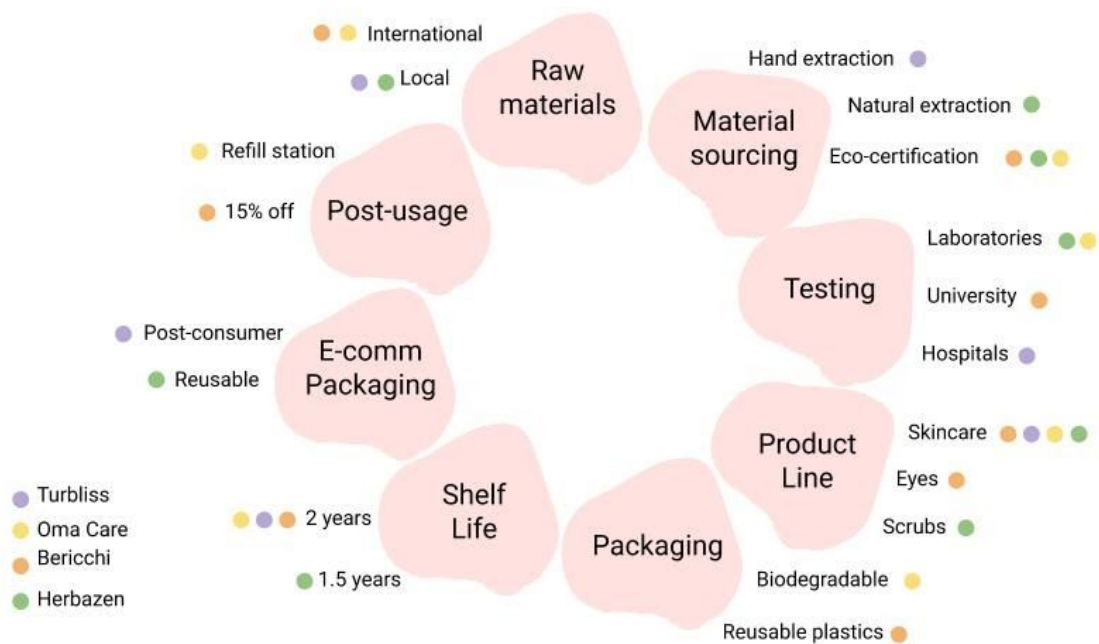 International
Local
Raw
materials
Hand extraction
Natural extraction
Eco-certification
Material
sourcing
Laboratories
University
Hospitals
Testing
Skincare
Eyes
Scrubs
Product
Line
Biodegradable
Reusable plastics
Packaging
2 years
1.5 years
Shelf
Life
Post-consumer
Reusable
E-comm
Packaging
Refill station
15% off
Post-usage
Turbliss
Oma Care
Bericchi
Herbazen